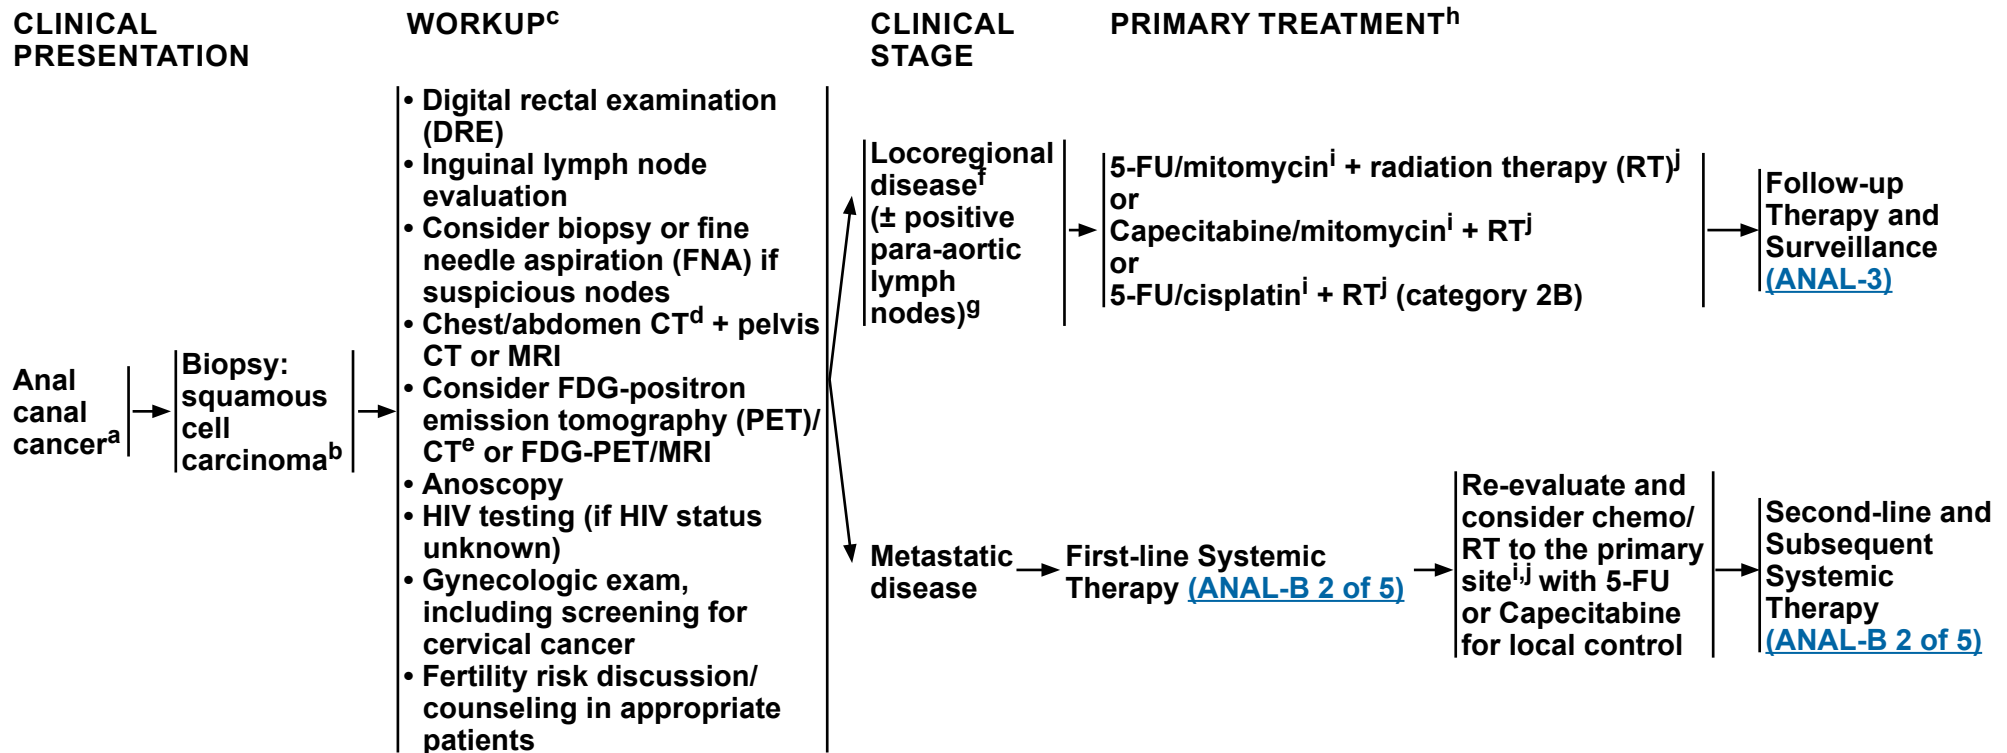 CLINICAL
PRESENTATION
WORKUPᶜ
CLINICAL
STAGE
PRIMARY TREATMENTʰ
Anal
canal
cancerᵃ
Biopsy:
squamous
cell
carcinomaᵇ
• Digital rectal examination
(DRE)
• Inguinal lymph node
evaluation
• Consider biopsy or fine
needle aspiration (FNA) if
suspicious nodes
• Chest/abdomen CTᵈ + pelvis
CT or MRI
• Consider FDG-positron
emission tomography (PET)/
CTᵉ or FDG-PET/MRI
• Anoscopy
• HIV testing (if HIV status
unknown)
• Gynecologic exam,
including screening for
cervical cancer
• Fertility risk discussion/
counseling in appropriate
patients
Locoregional
diseaseᶠ
(± positive
para-aortic
lymph
nodes)ᵍ
5-FU/mitomycinⁱ + radiation therapy (RT)ʲ
or
Capecitabine/mitomycinⁱ + RTʲ
or
5-FU/cisplatinⁱ + RTʲ (category 2B)
Follow-up
Therapy and
Surveillance
(ANAL-3)
Metastatic
disease
First-line Systemic
Therapy (ANAL-B 2 of 5)
Re-evaluate and
consider chemo/
RT to the primary
siteⁱ,ʲ with 5-FU
or Capecitabine
for local control
Second-line and
Subsequent
Systemic
Therapy
(ANAL-B 2 of 5)